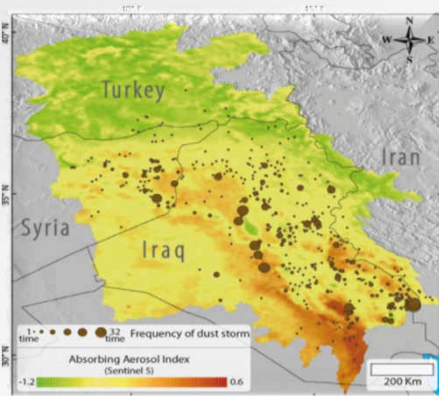 N
W E
S
40° N
Turkey
Iran
35° N
Syria
Iraq
1 time 32 time Frequency of dust storm
Absorbing Aerosol Index
(Sentinel 5)
-1.2 0.6
30° N
200 Km